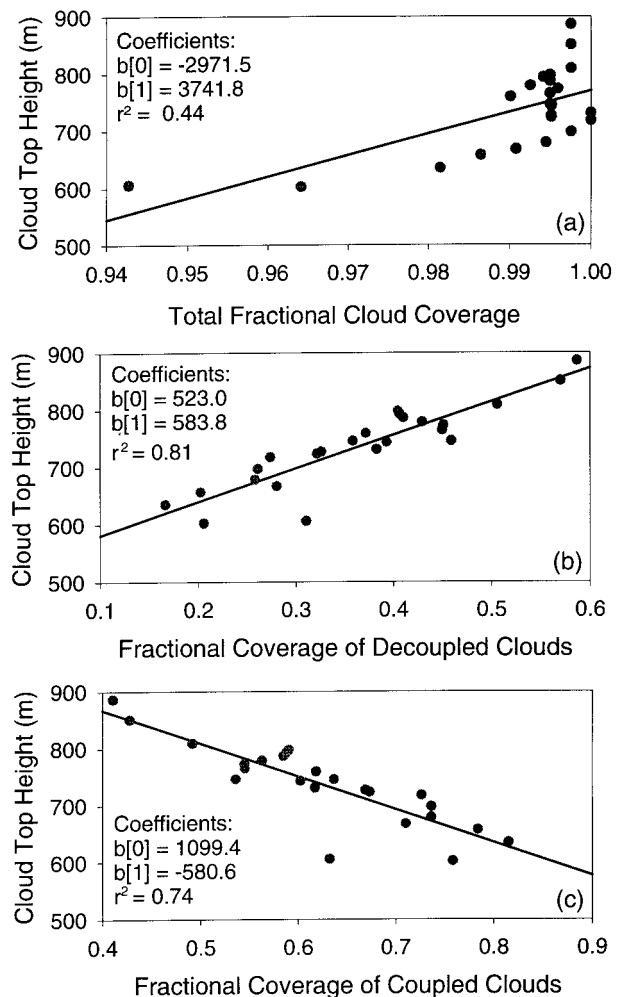 Cloud Top Height (m)
900
800
700
600
500
Coefficients:
b[0] = -2971.5
b[1] = 3741.8
r² = 0.44
(a)
0.94 0.95 0.96 0.97 0.98 0.99 1.00
Total Fractional Cloud Coverage
Cloud Top Height (m)
900
800
700
600
500
Coefficients:
b[0] = 523.0
b[1] = 583.8
r² = 0.81
(b)
0.1 0.2 0.3 0.4 0.5 0.6
Fractional Coverage of Decoupled Clouds
Cloud Top Height (m)
900
800
700
600
500
Coefficients:
b[0] = 1099.4
b[1] = -580.6
r² = 0.74
(c)
0.4 0.5 0.6 0.7 0.8 0.9
Fractional Coverage of Coupled Clouds